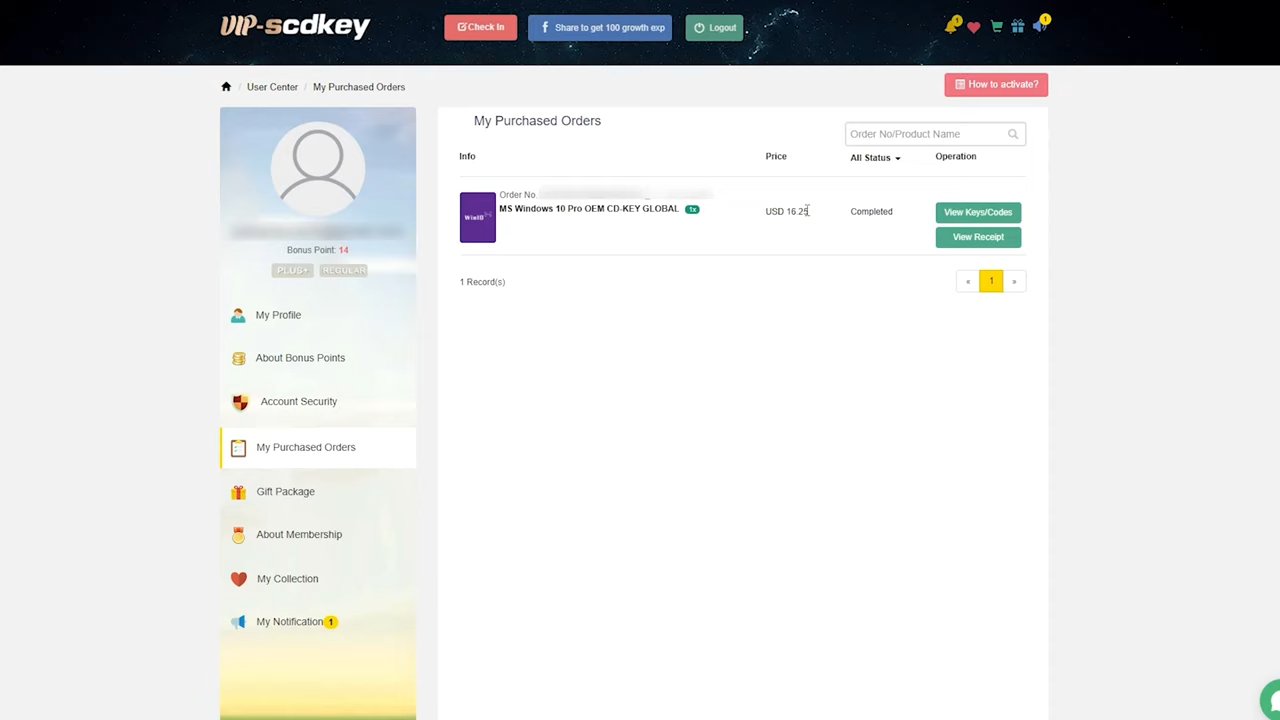 VIP-SCDKEY
Check In
Share to get 100 growth exp
Logout
1
1
/ User Center / My Purchased Orders
How to activate?
My Purchased Orders
Order No/Product Name
Info
Price
All Status
Operation
Order No.
MS Windows 10 Pro OEM CD-KEY GLOBAL 1x
USD 16.25
Completed
View Keys/Codes
View Receipt
Win10
1 Record(s)
« 1 »
Bonus Point: 14
PLUS+ REGULAR
My Profile
About Bonus Points
Account Security
My Purchased Orders
Gift Package
About Membership
My Collection
My Notification 1